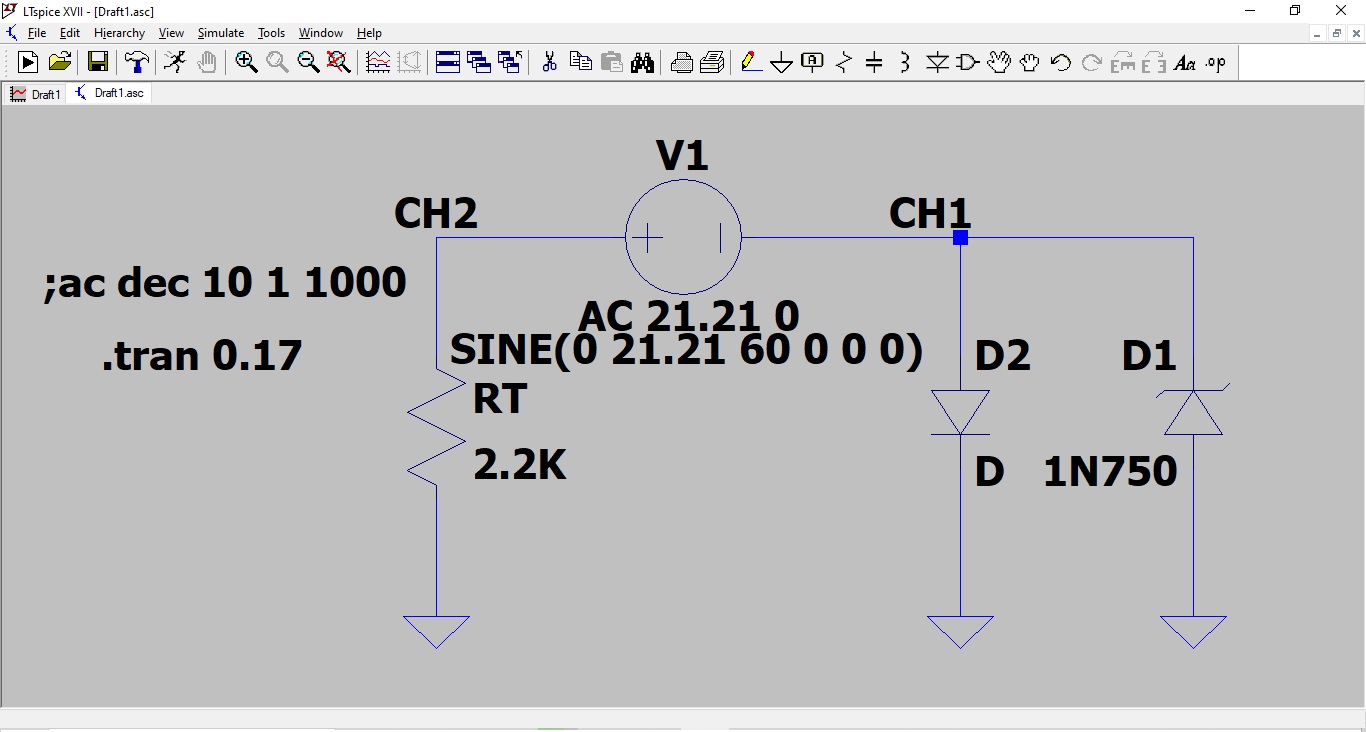 LTspice XVII - [Draft1.asc]
File Edit Hierarchy View Simulate Tools Window Help
Aa .op
Draft1 Draft1.asc
V1
CH2 CH1
;ac dec 10 1 1000
AC 21.21 0
.tran 0.17
SINE(0 21.21 60 0 0 0)
D2 D1
RT
2.2K
D 1N750